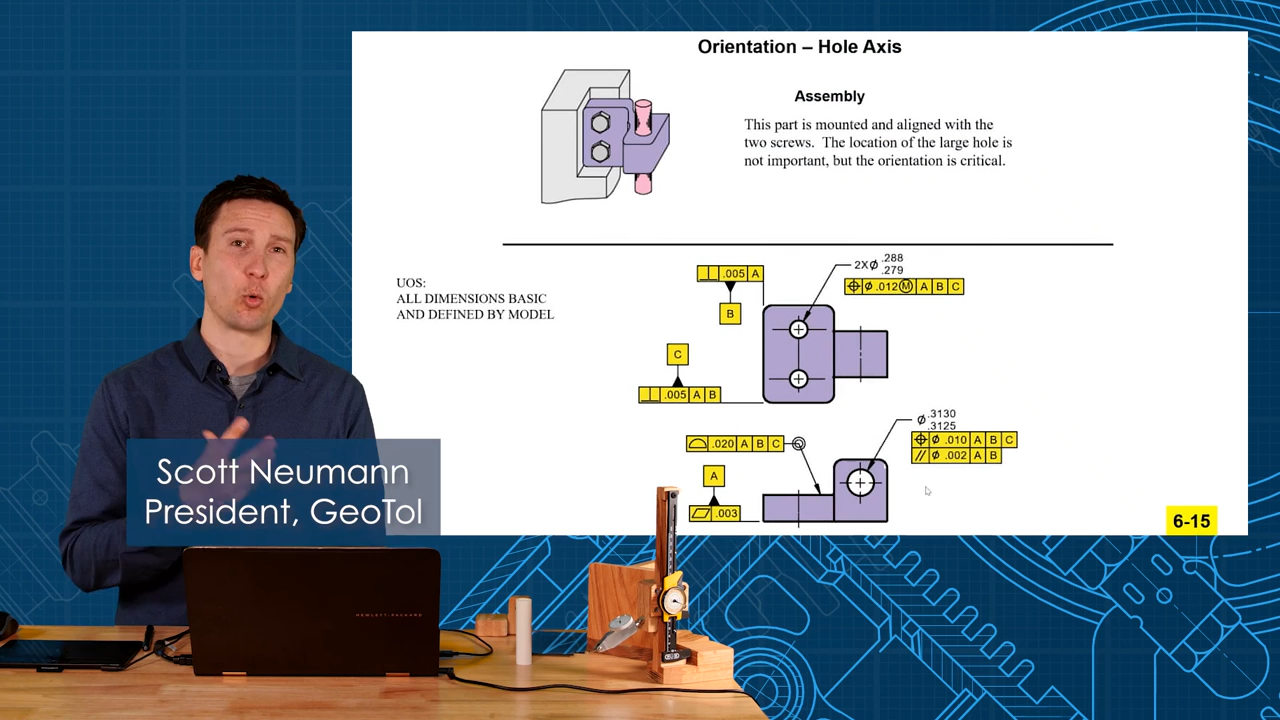 Orientation – Hole Axis
Assembly
This part is mounted and aligned with the
two screws. The location of the large hole is
not important, but the orientation is critical.
UOS:
ALL DIMENSIONS BASIC
AND DEFINED BY MODEL
⊥ .005 A
B
2X⌀ .288
.279
⌖ ⌀ .012 Ⓜ A B C
C
⊥ .005 A B
⌓ .020 A B C
A
⏥ .003
⌀ .3130
.3125
⌖ ⌀ .010 A B C
// ⌀ .002 A B
6-15
Scott Neumann
President, GeoTol
HEWLETT-PACKARD